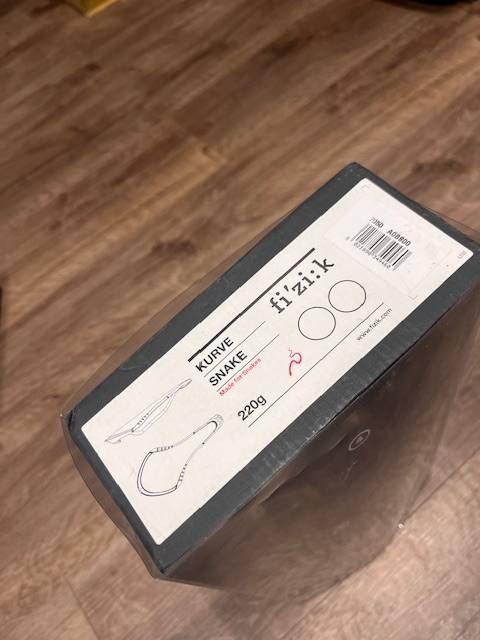 fi'zi:k
KURVE
SNAKE
Made for Snakes
220g
www.fizik.com